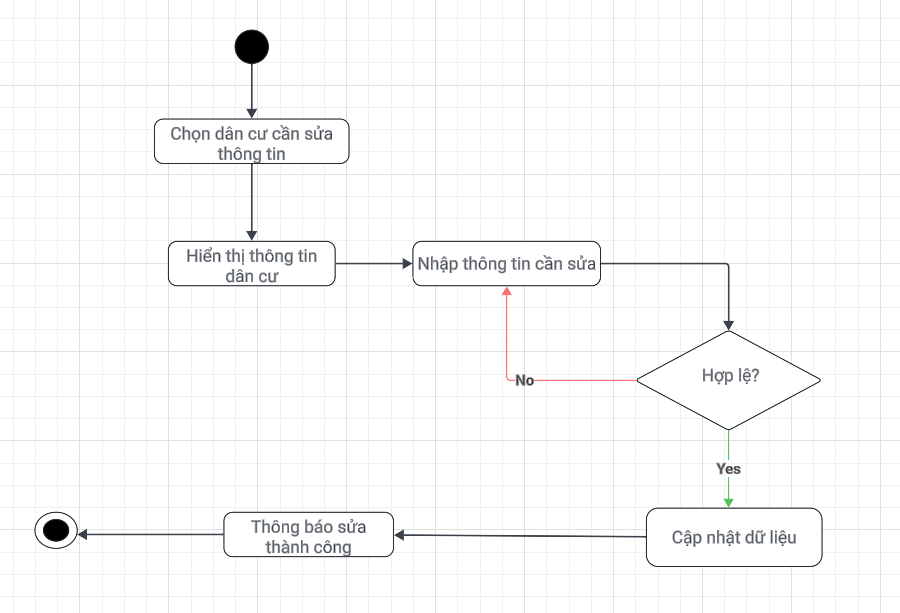 Chọn dân cư cần sửa
thông tin
Hiển thị thông tin
dân cư
Nhập thông tin cần sửa
Hợp lệ?
No
Yes
Cập nhật dữ liệu
Thông báo sửa
thành công